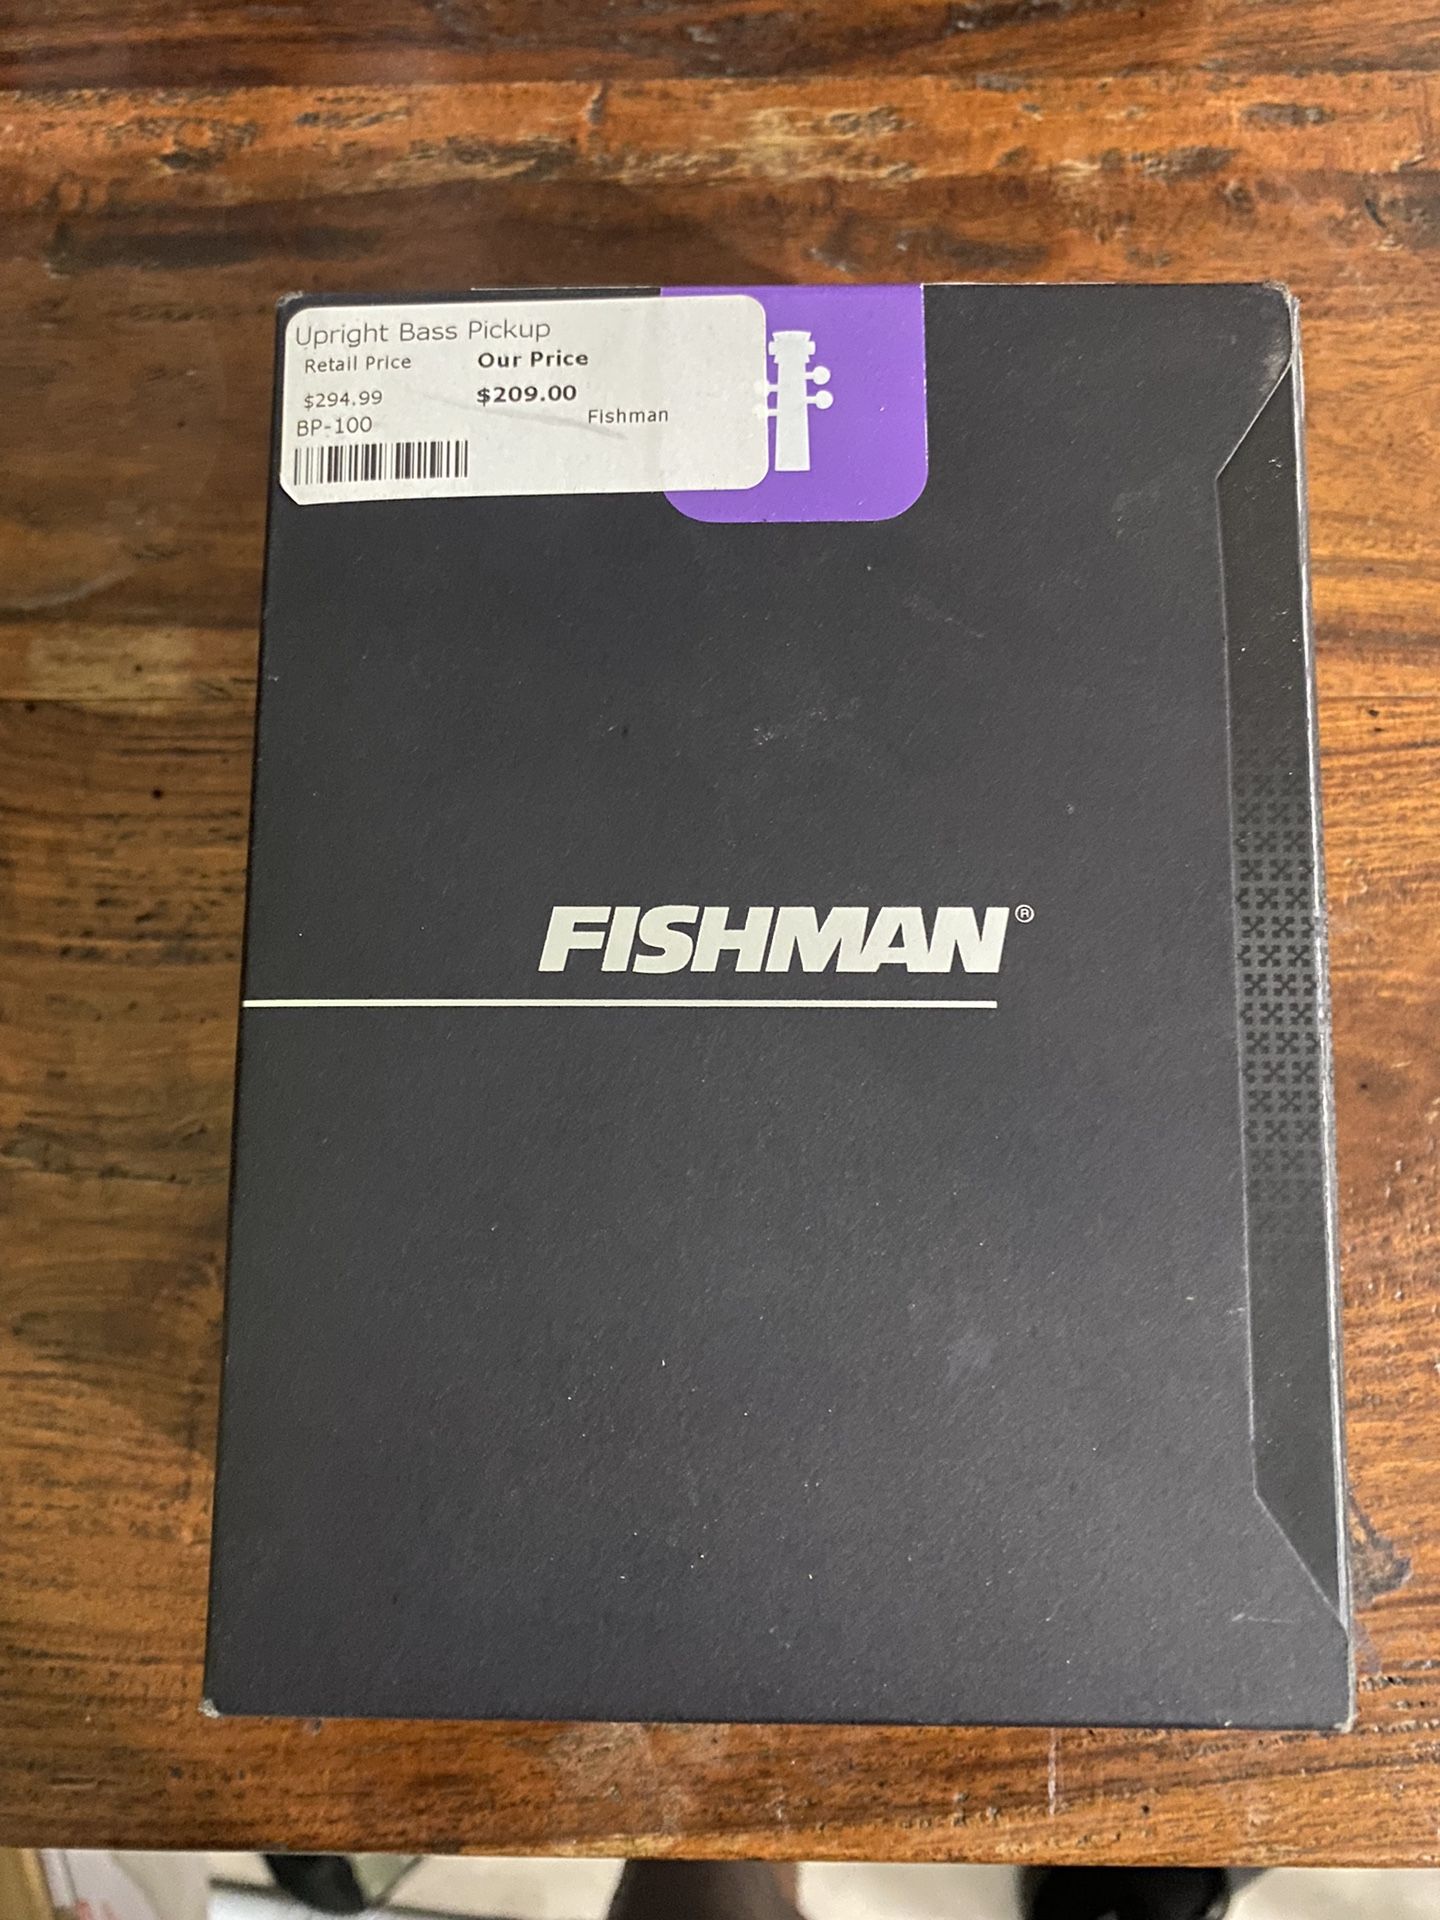 Upright Bass Pickup
Retail Price Our Price
$294.99 $209.00
BP-100 Fishman
FISHMAN®